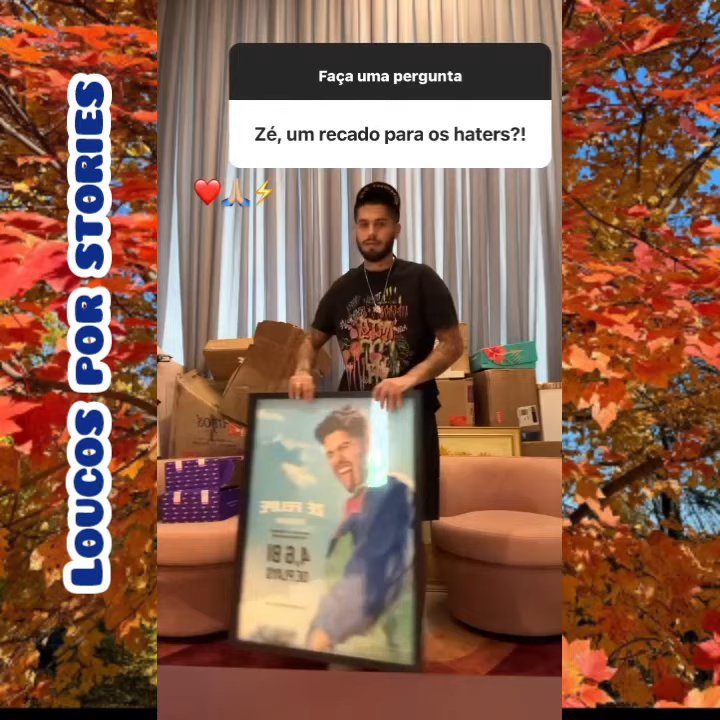 LOUCOS POR STORIES
Faça uma pergunta
Zé, um recado para os haters?!
ZÉ FELIPE
4,6 BI
DE PLAYS